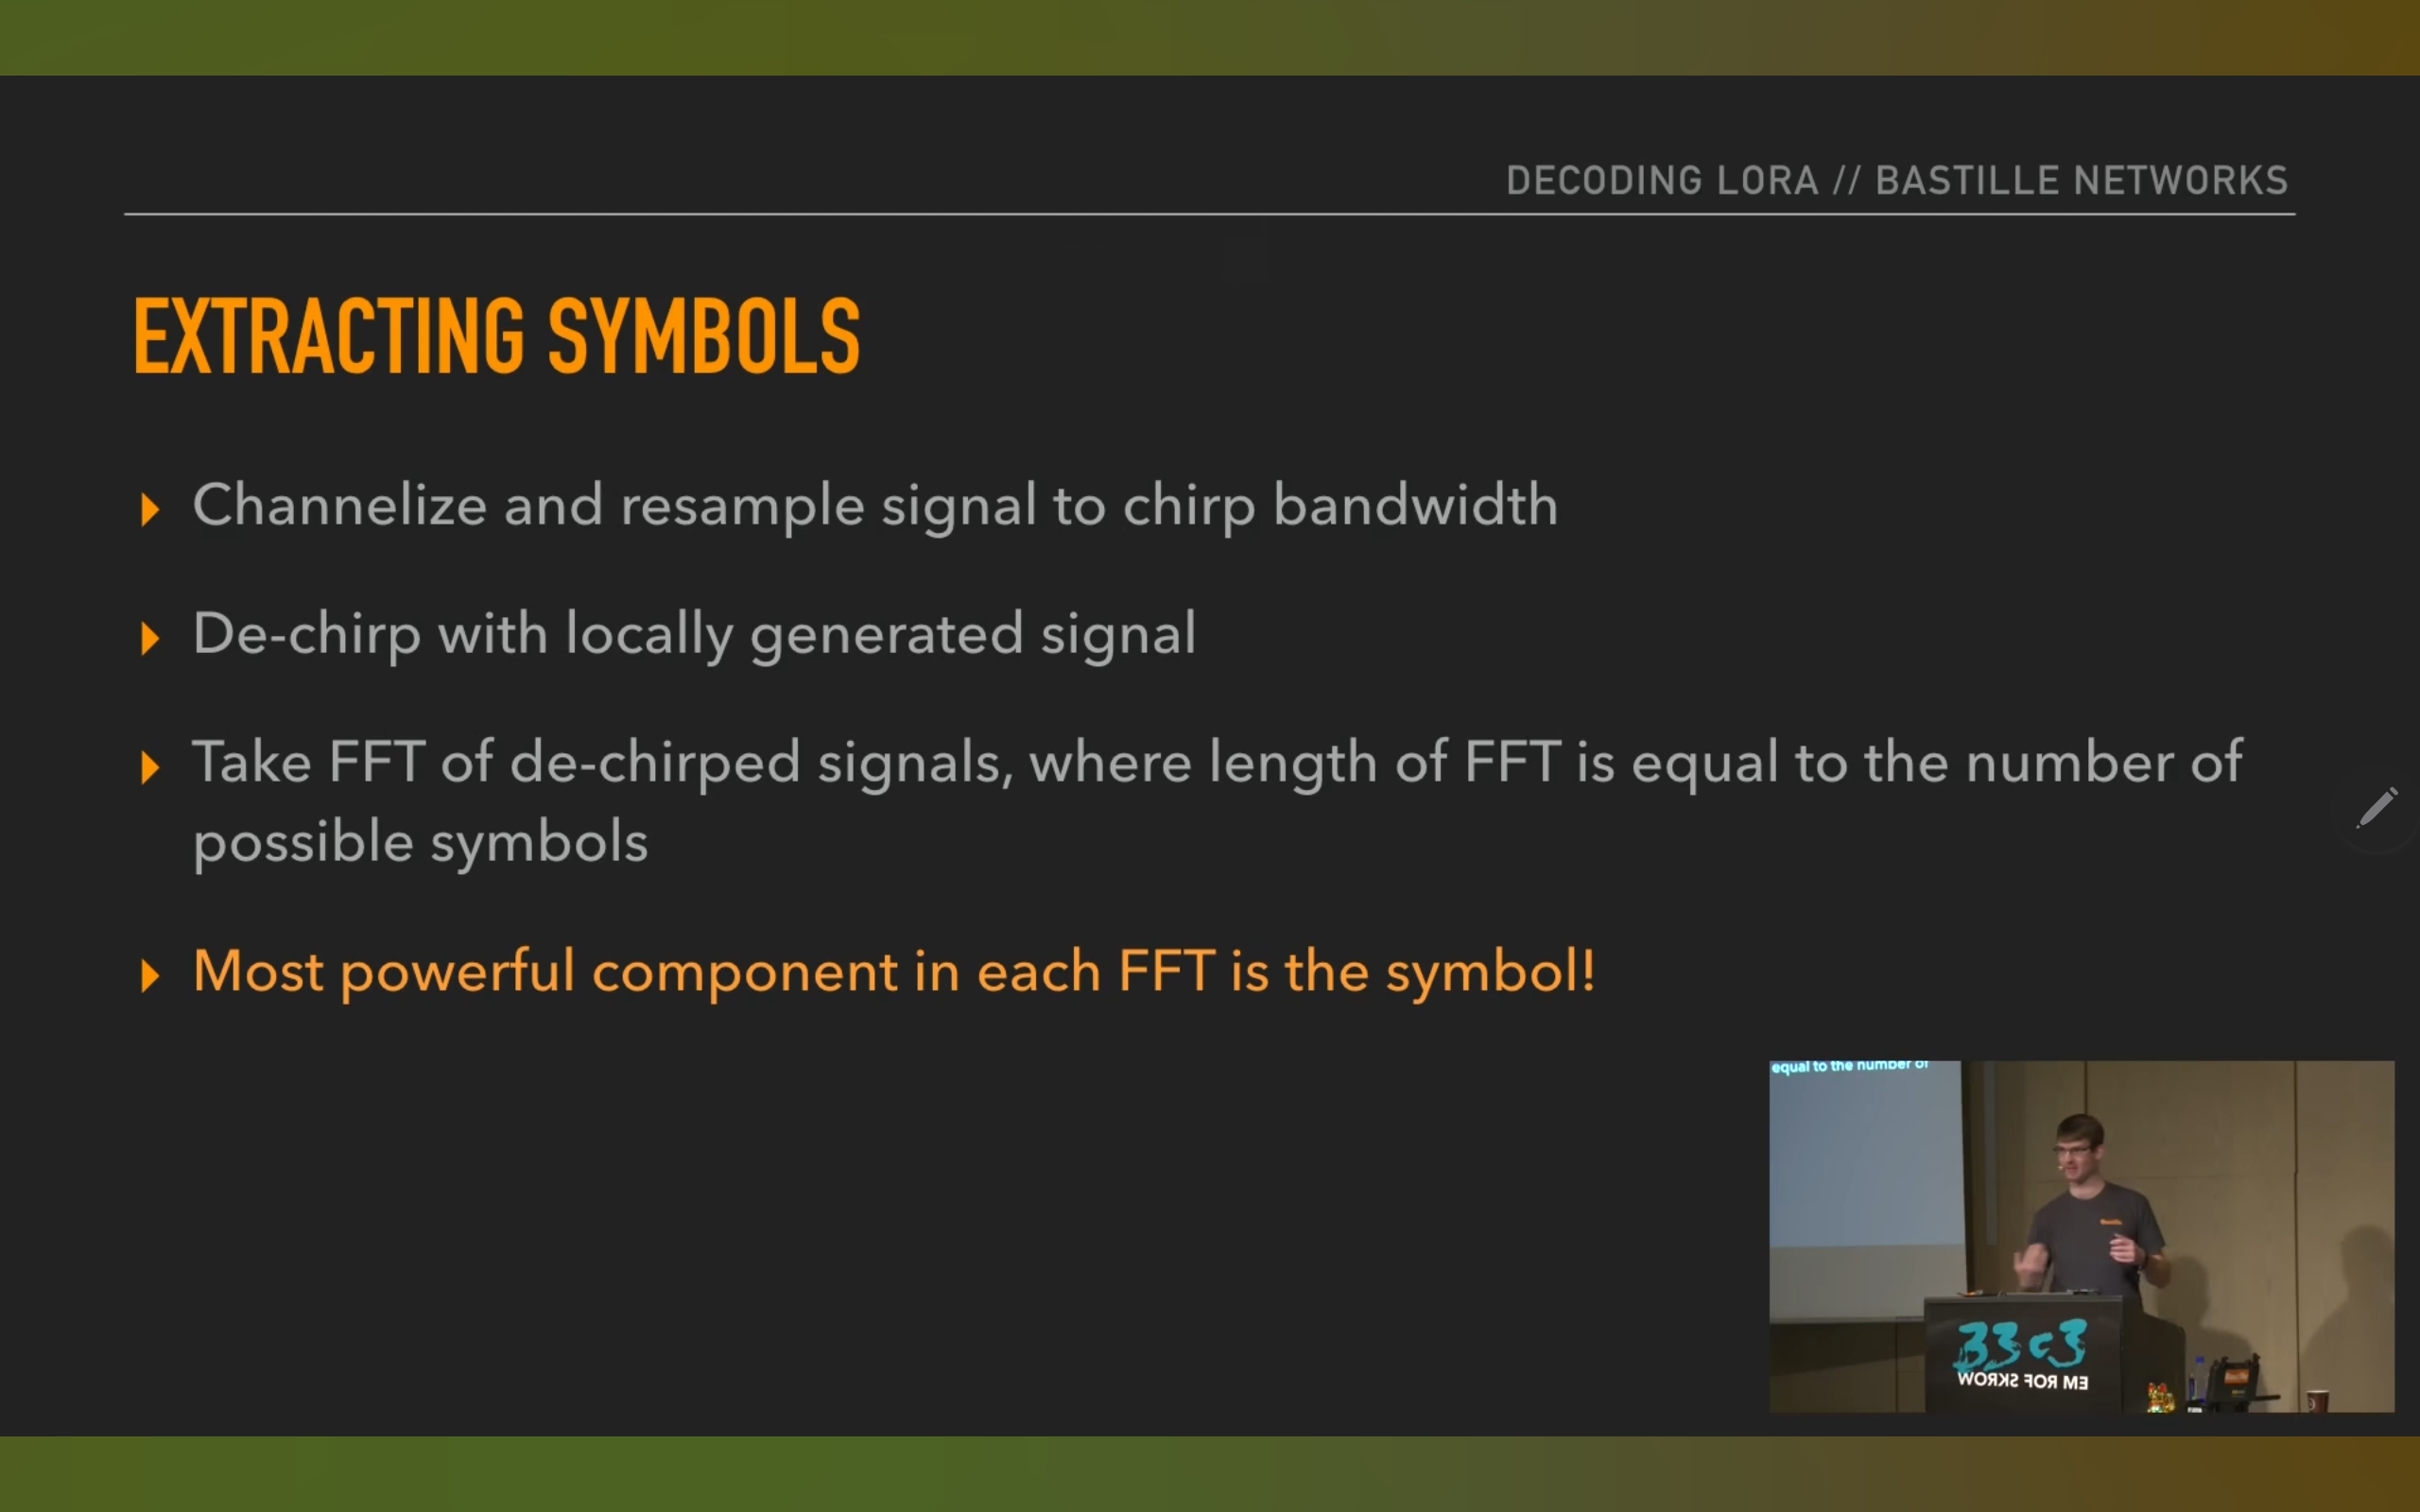 DECODING LORA // BASTILLE NETWORKS
EXTRACTING SYMBOLS
Channelize and resample signal to chirp bandwidth
De-chirp with locally generated signal
Take FFT of de-chirped signals, where length of FFT is equal to the number of
possible symbols
Most powerful component in each FFT is the symbol!
equal to the number of
33c3
WORKS FOR ME